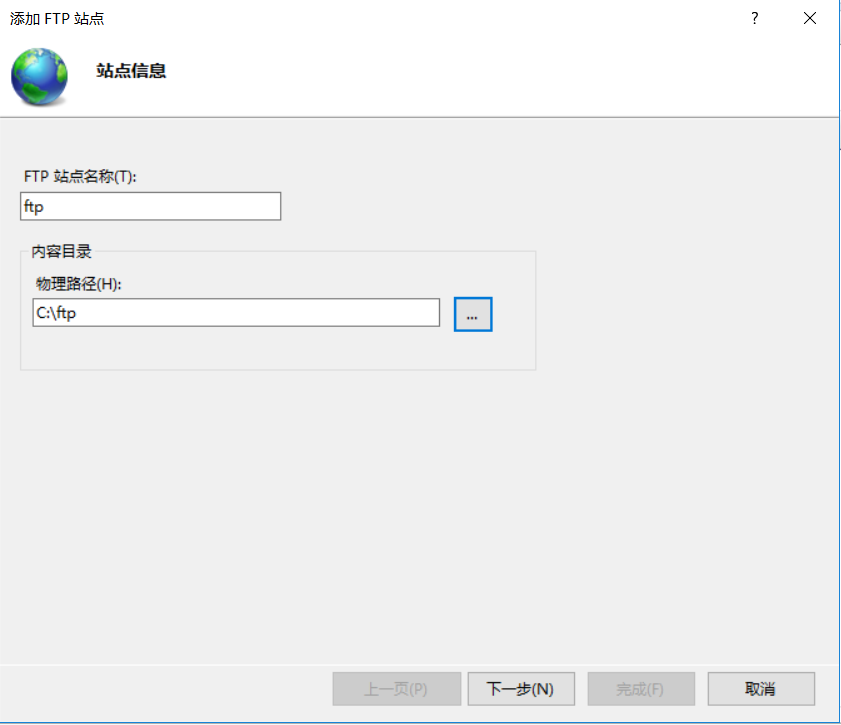 添加 FTP 站点
?
站点信息
FTP 站点名称(T):
ftp
内容目录
物理路径(H):
C:\ftp
...
上一页(P) 下一步(N) 完成(F) 取消